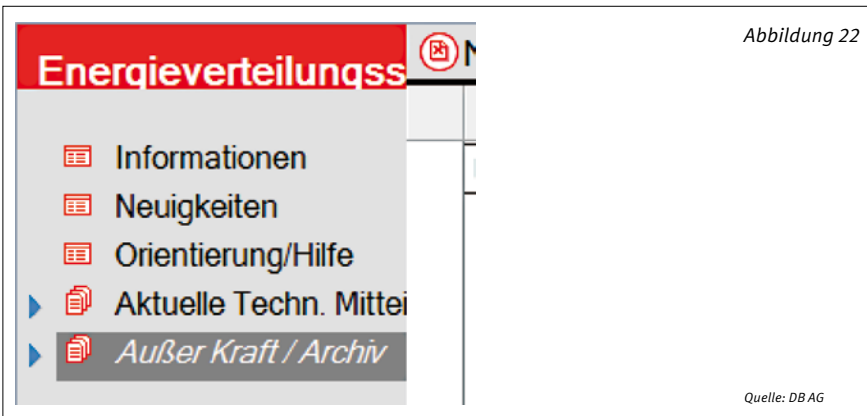 Abbildung 22
Energieverteilungss
Informationen
Neuigkeiten
Orientierung/Hilfe
Aktuelle Techn. Mittei
Außer Kraft / Archiv
Quelle: DB AG